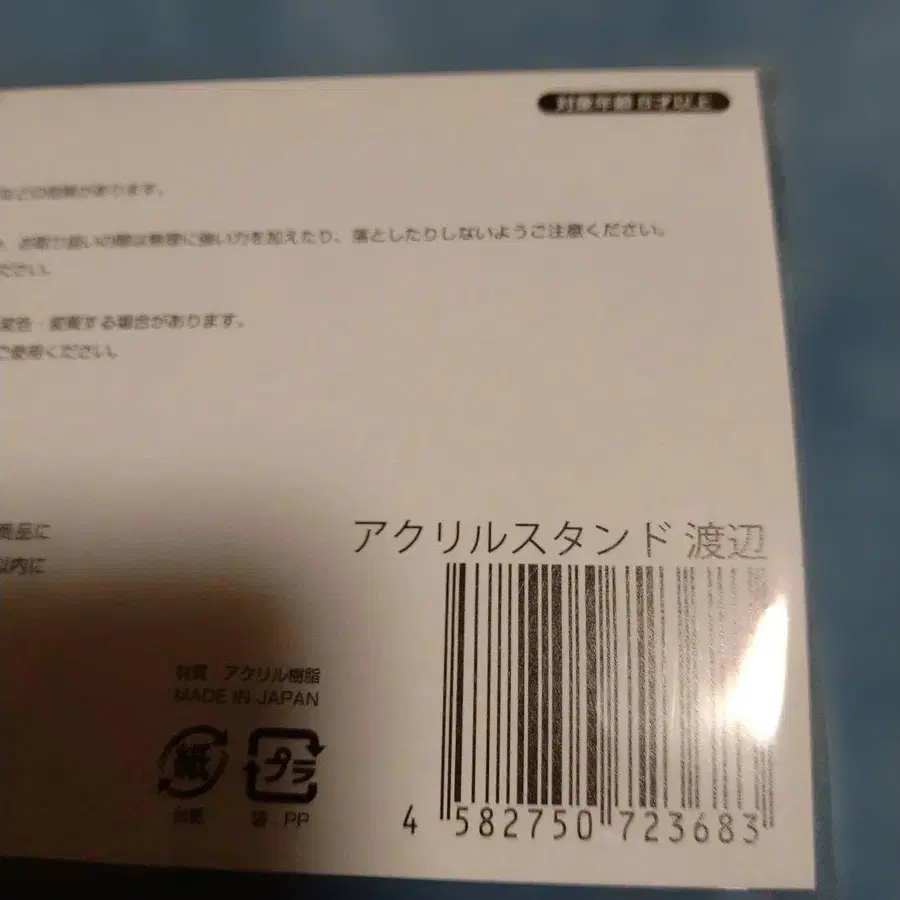 対象年齢 8才以上
などの危険があります。
、お取り扱いの際は無理に強い力を加えたり、落としたりしないようご注意ください。
ださい。
変色・変質する場合があります。
ご使用ください。
商品に
以内に
アクリルスタンド 渡辺
材質 アクリル樹脂
MADE IN JAPAN
紙 プラ
台紙 袋:PP
4 582750 723683